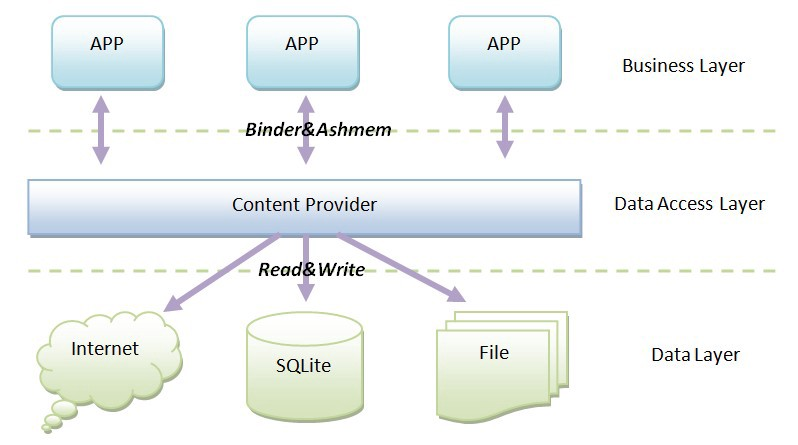 APP
APP
APP
Business Layer
Binder&Ashmem
Content Provider
Data Access Layer
Read&Write
Internet
SQLite
File
Data Layer